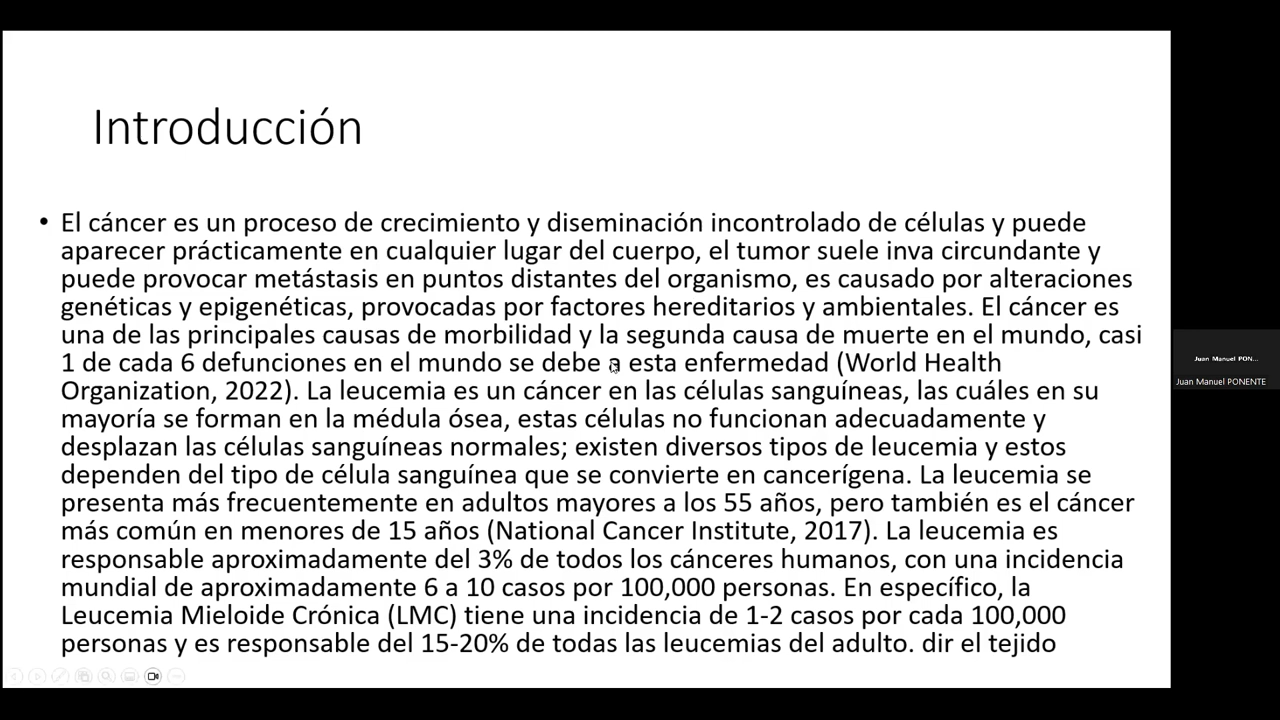 Introducción
• El cáncer es un proceso de crecimiento y diseminación incontrolado de células y puede
aparecer prácticamente en cualquier lugar del cuerpo, el tumor suele inva circundante y
puede provocar metástasis en puntos distantes del organismo, es causado por alteraciones
genéticas y epigenéticas, provocadas por factores hereditarios y ambientales. El cáncer es
una de las principales causas de morbilidad y la segunda causa de muerte en el mundo, casi
1 de cada 6 defunciones en el mundo se debe a esta enfermedad (World Health
Organization, 2022). La leucemia es un cáncer en las células sanguíneas, las cuáles en su
mayoría se forman en la médula ósea, estas células no funcionan adecuadamente y
desplazan las células sanguíneas normales; existen diversos tipos de leucemia y estos
dependen del tipo de célula sanguínea que se convierte en cancerígena. La leucemia se
presenta más frecuentemente en adultos mayores a los 55 años, pero también es el cáncer
más común en menores de 15 años (National Cancer Institute, 2017). La leucemia es
responsable aproximadamente del 3% de todos los cánceres humanos, con una incidencia
mundial de aproximadamente 6 a 10 casos por 100,000 personas. En específico, la
Leucemia Mieloide Crónica (LMC) tiene una incidencia de 1-2 casos por cada 100,000
personas y es responsable del 15-20% de todas las leucemias del adulto. dir el tejido
Juan Manuel PON...
Juan Manuel PONENTE